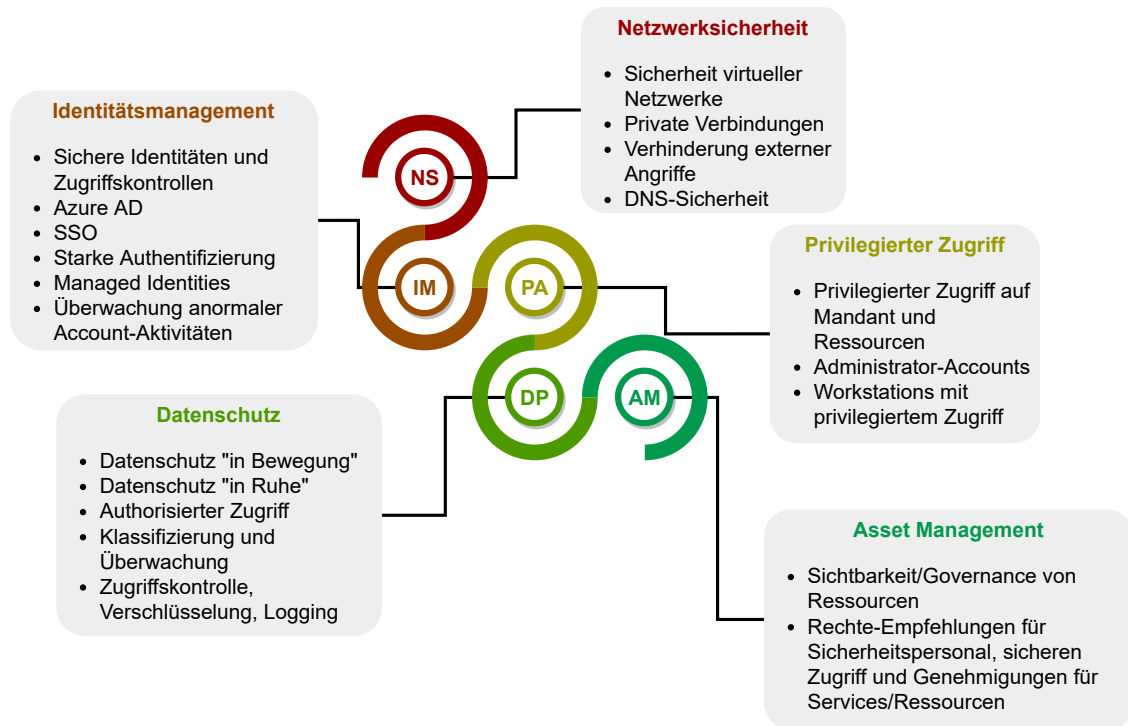 Netzwerksicherheit
Sicherheit virtueller
Netzwerke
Private Verbindungen
Verhinderung externer
Angriffe
DNS-Sicherheit
Identitätsmanagement
Sichere Identitäten und
Zugriffskontrollen
Azure AD
SSO
Starke Authentifizierung
Managed Identities
Überwachung anormaler
Account-Aktivitäten
NS
IM
PA
DP
AM
Privilegierter Zugriff
Privilegierter Zugriff auf
Mandant und
Ressourcen
Administrator-Accounts
Workstations mit
privilegiertem Zugriff
Datenschutz
Datenschutz "in Bewegung"
Datenschutz "in Ruhe"
Authorisierter Zugriff
Klassifizierung und
Überwachung
Zugriffskontrolle,
Verschlüsselung, Logging
Asset Management
Sichtbarkeit/Governance von
Ressourcen
Rechte-Empfehlungen für
Sicherheitspersonal, sicheren
Zugriff und Genehmigungen für
Services/Ressourcen